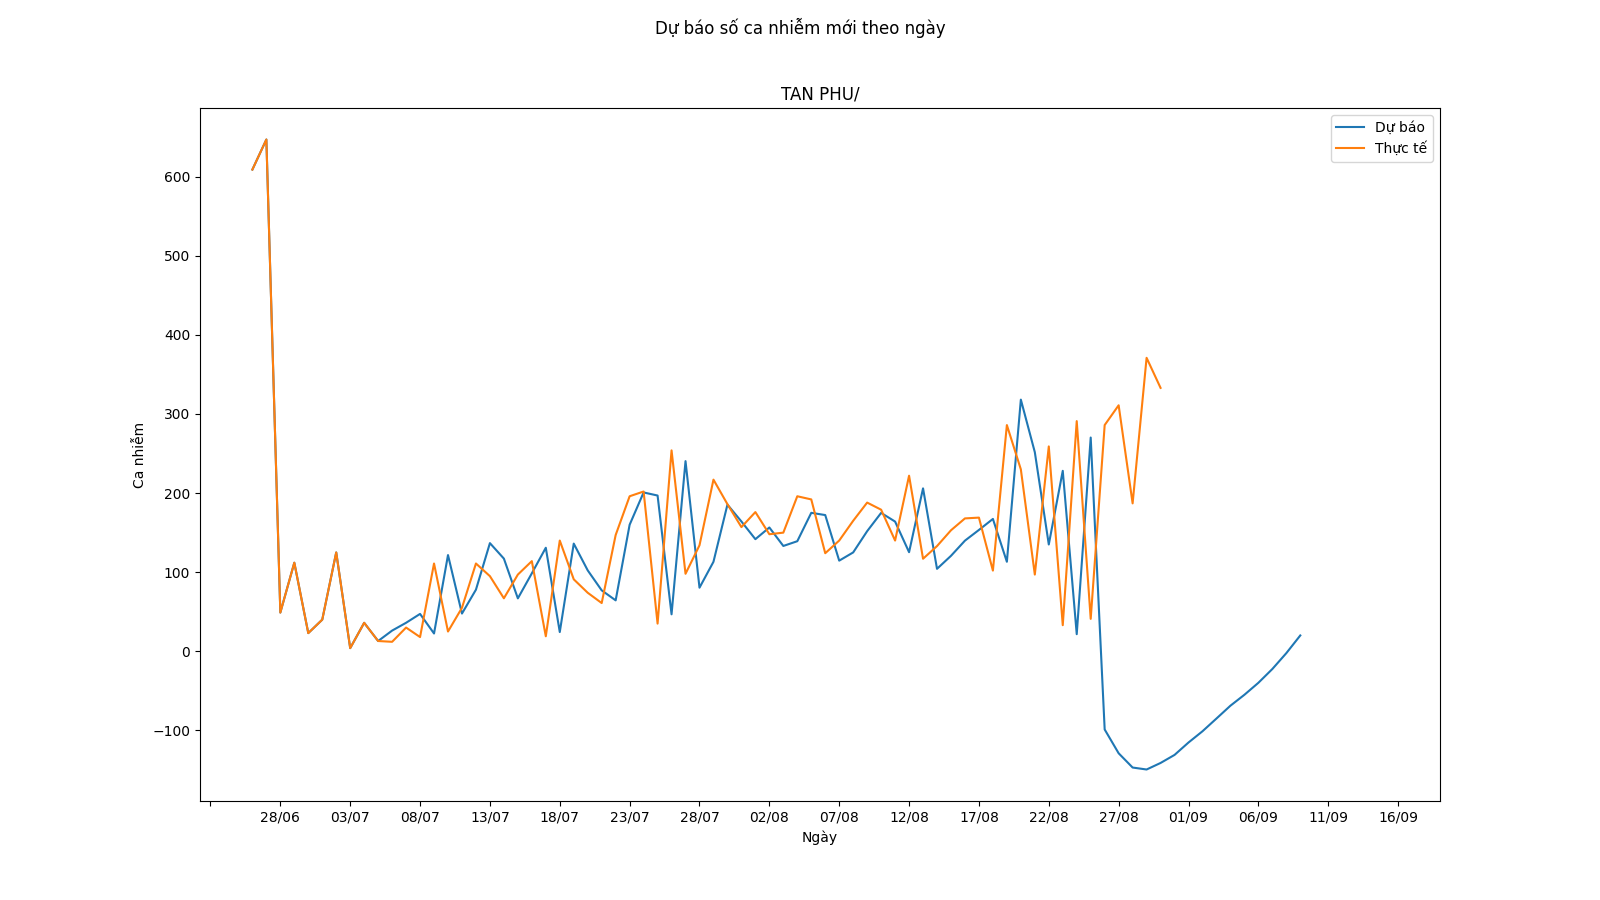 Dự báo số ca nhiễm mới theo ngày
TAN PHU/
Dự báo
Thực tế
600
500
400
300
200
100
0
−100
Ca nhiễm
28/06 03/07 08/07 13/07 18/07 23/07 28/07 02/08 07/08 12/08 17/08 22/08 27/08 01/09 06/09 11/09 16/09
Ngày